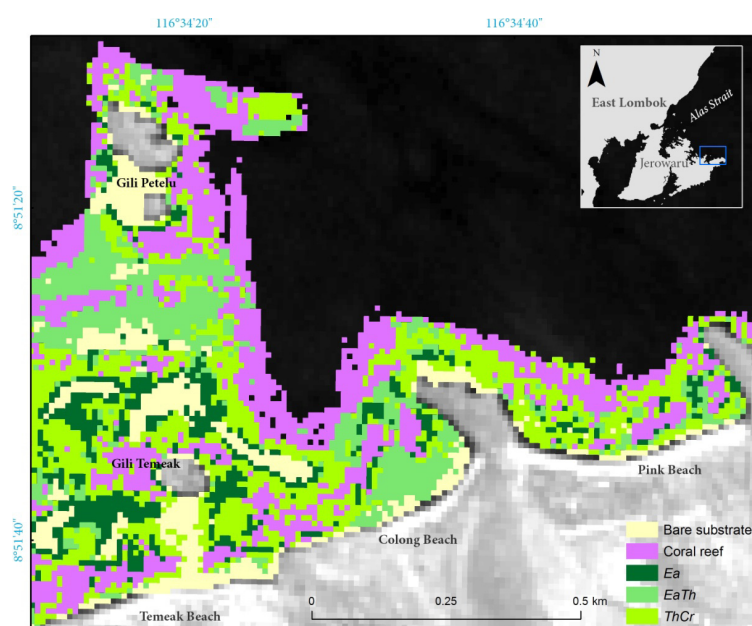 116°34'20"
116°34'40"
N
East Lombok
Alas Strait
Jerowaru
Gili Petelu
8°51'20"
Gili Temeak
Pink Beach
8°51'40"
Colong Beach
Temeak Beach
0 0.25 0.5 km
Bare substrate
Coral reef
Ea
EaTh
ThCr